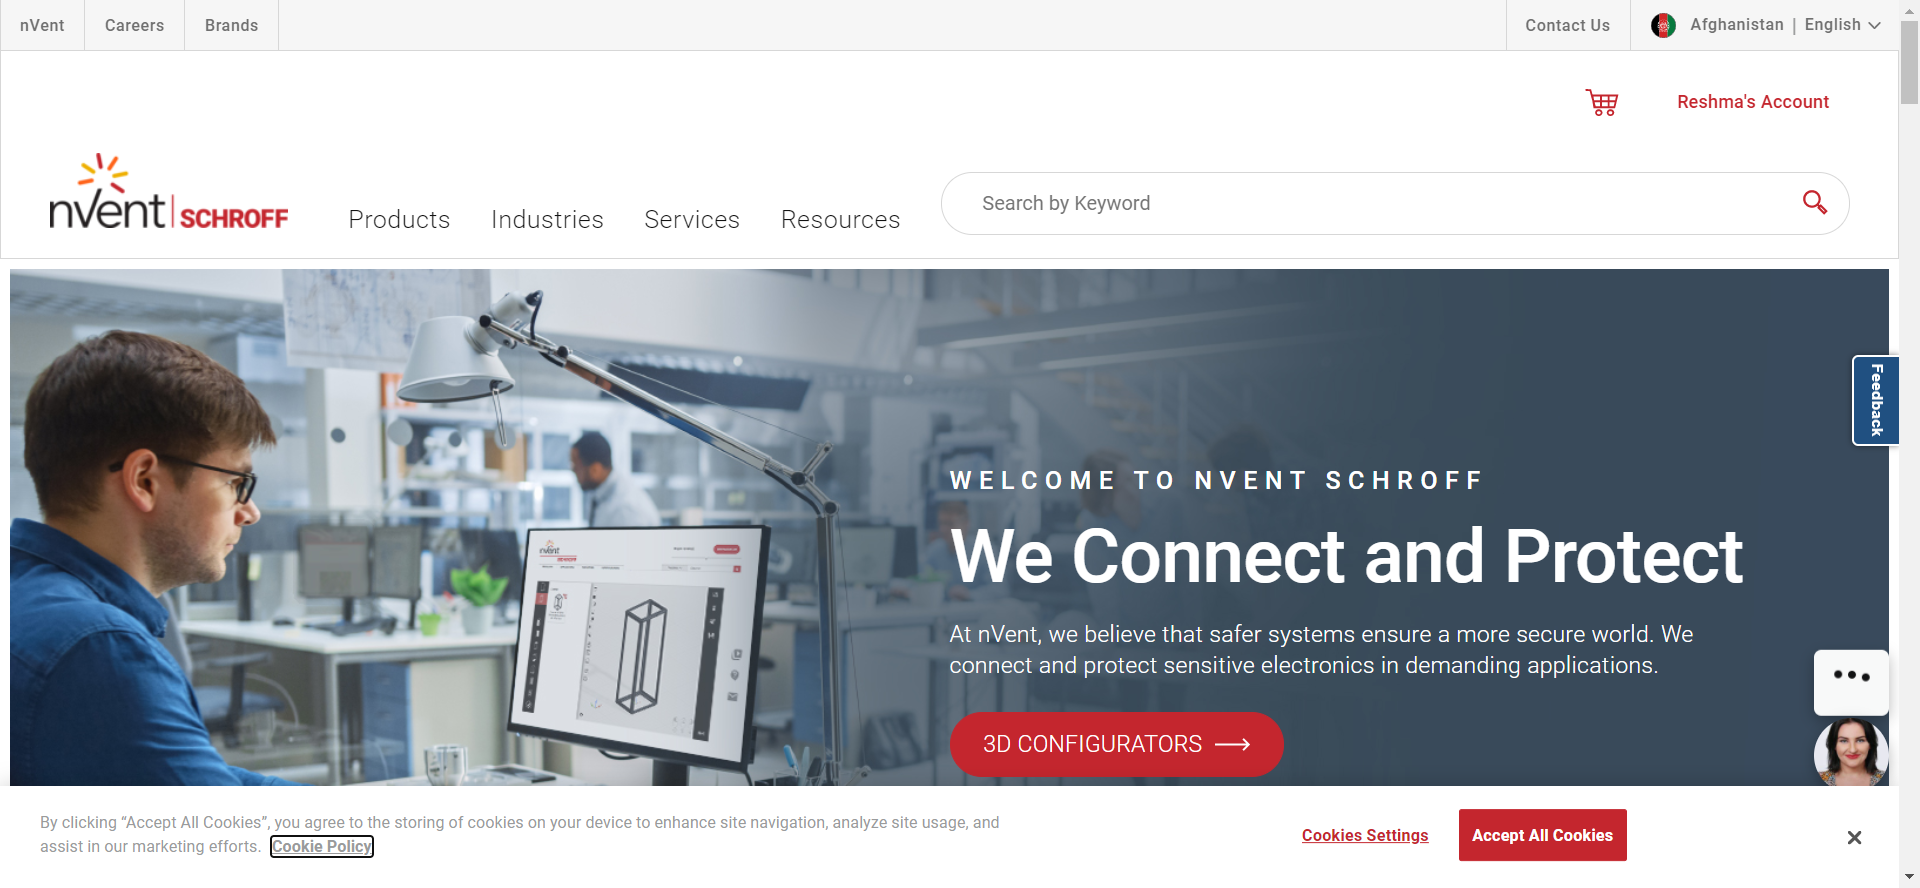 nVent
Careers
Brands
Contact Us
Afghanistan | English
Reshma's Account
nVent | SCHROFF
Products
Industries
Services
Resources
Search by Keyword
Feedback
WELCOME TO NVENT SCHROFF
We Connect and Protect
At nVent, we believe that safer systems ensure a more secure world. We
connect and protect sensitive electronics in demanding applications.
3D CONFIGURATORS
By clicking “Accept All Cookies”, you agree to the storing of cookies on your device to enhance site navigation, analyze site usage, and
assist in our marketing efforts. Cookie Policy
Cookies Settings
Accept All Cookies